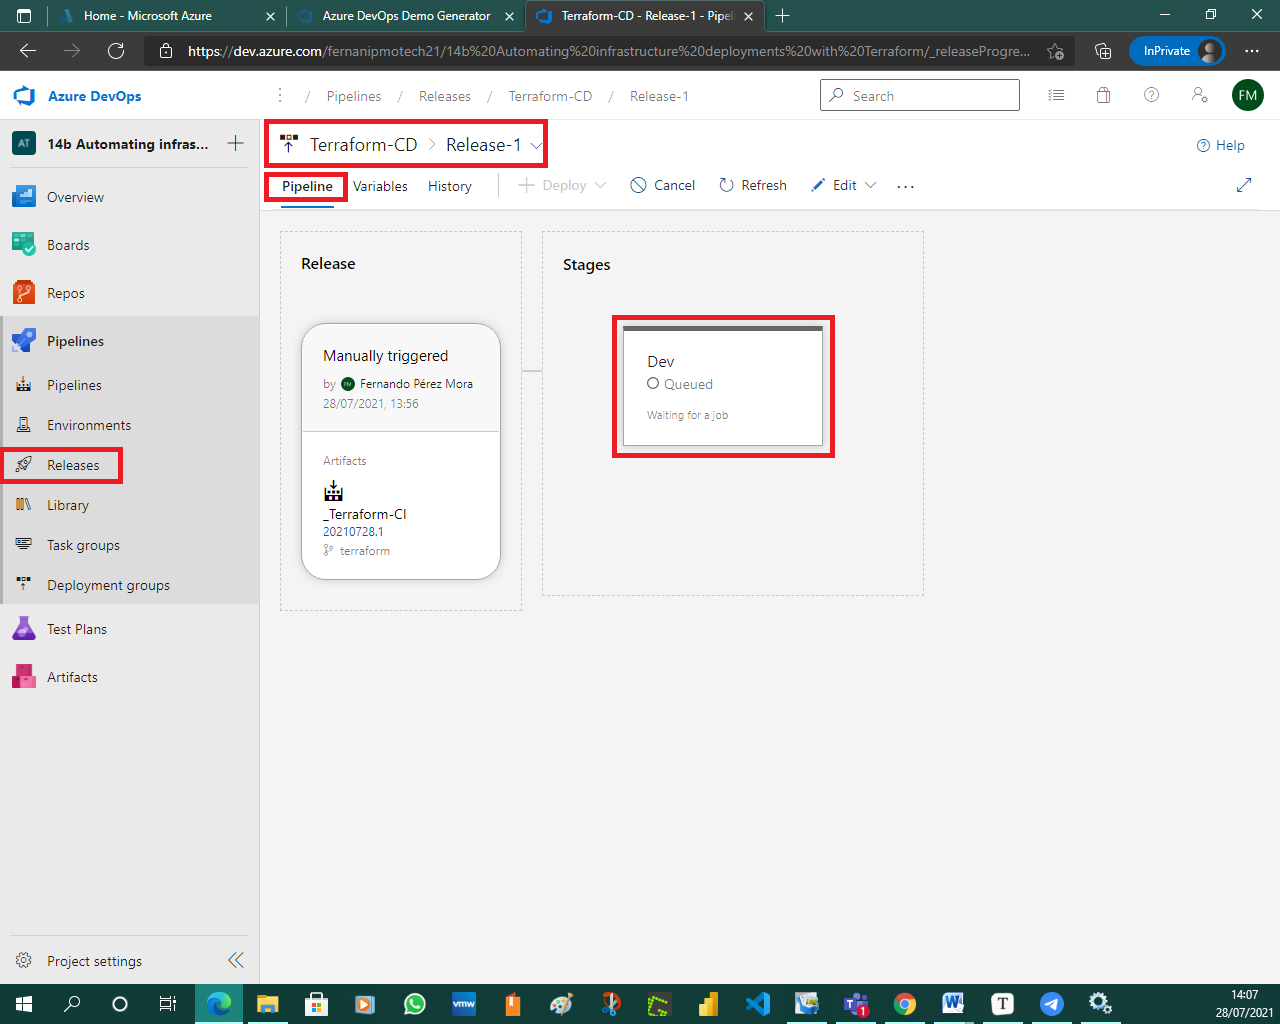 Home - Microsoft Azure
Azure DevOps Demo Generator
Terraform-CD - Release-1 - Pipel
https://dev.azure.com/fernanipmotech21/14b%20Automating%20infrastructure%20deployments%20with%20Terraform/_releaseProgre...
InPrivate
Azure DevOps
/ Pipelines / Releases / Terraform-CD / Release-1
Search
FM
AT 14b Automating infras...
Terraform-CD > Release-1
Help
Pipeline Variables History
Deploy Cancel Refresh Edit ...
Overview
Boards
Repos
Pipelines
Pipelines
Environments
Releases
Library
Task groups
Deployment groups
Test Plans
Artifacts
Project settings
Release
Manually triggered
by FM Fernando Pérez Mora
28/07/2021, 13:56
Artifacts
_Terraform-CI
20210728.1
terraform
Stages
Dev
Queued
Waiting for a job
vmw
W
T
1
14:07
28/07/2021